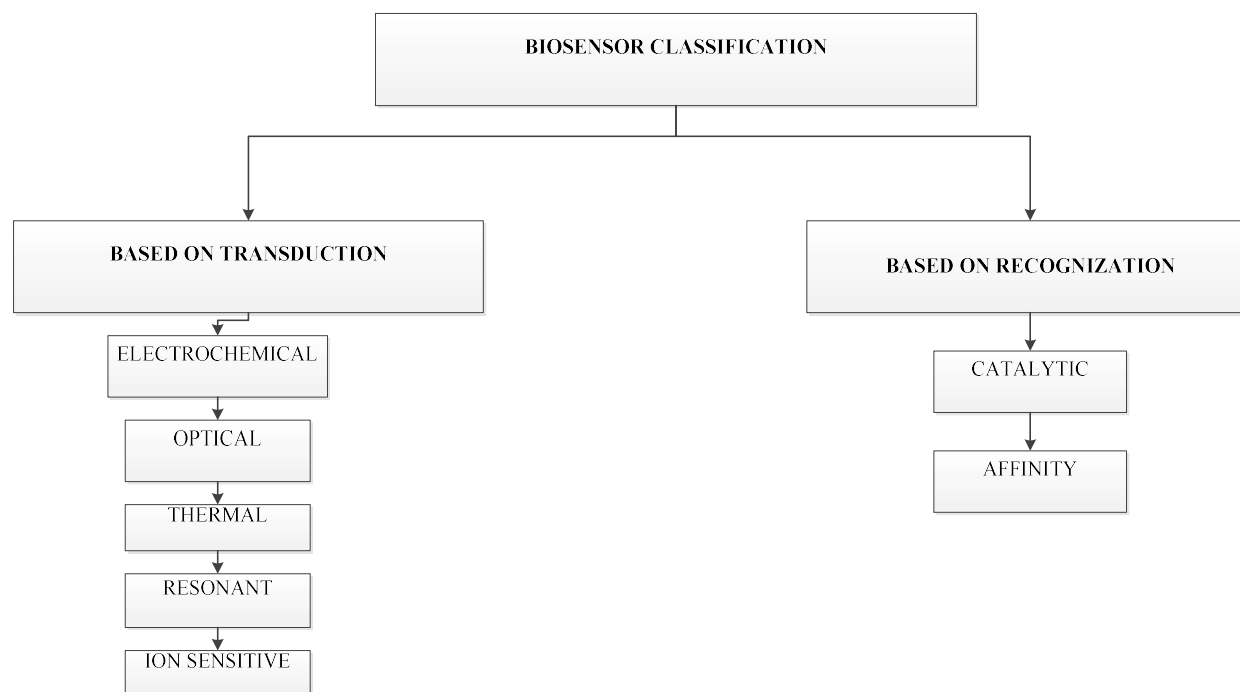 BIOSENSOR CLASSIFICATION
BASED ON TRANSDUCTION
BASED ON RECOGNIZATION
ELECTROCHEMICAL
OPTICAL
THERMAL
RESONANT
ION SENSITIVE
CATALYTIC
AFFINITY